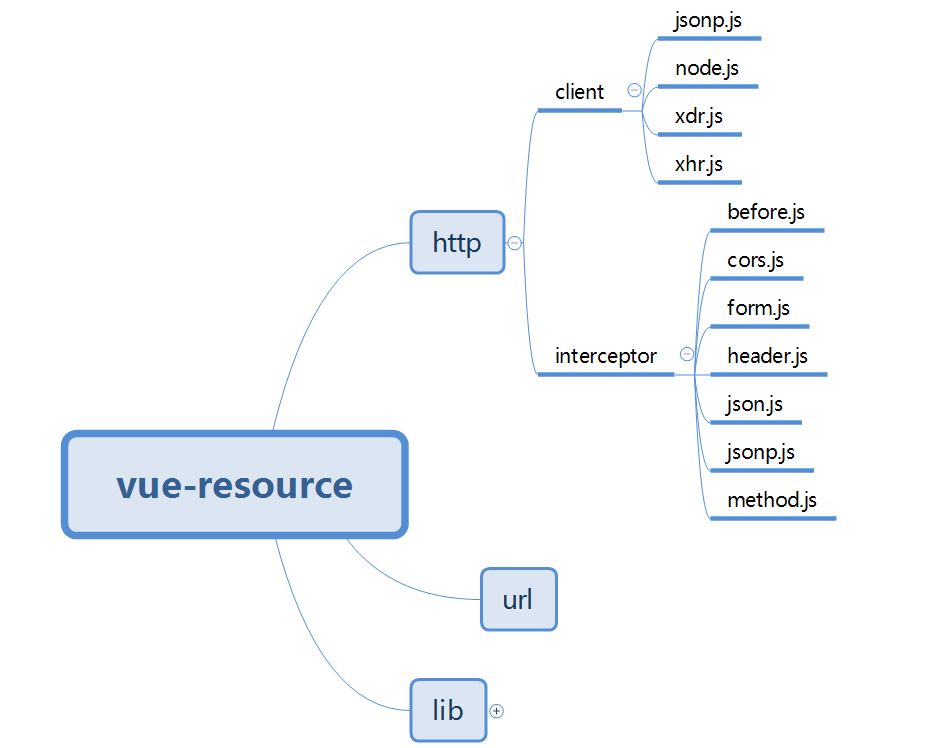 jsonp.js
node.js
client
xdr.js
xhr.js
before.js
http
cors.js
form.js
interceptor
header.js
json.js
jsonp.js
vue-resource
method.js
url
lib